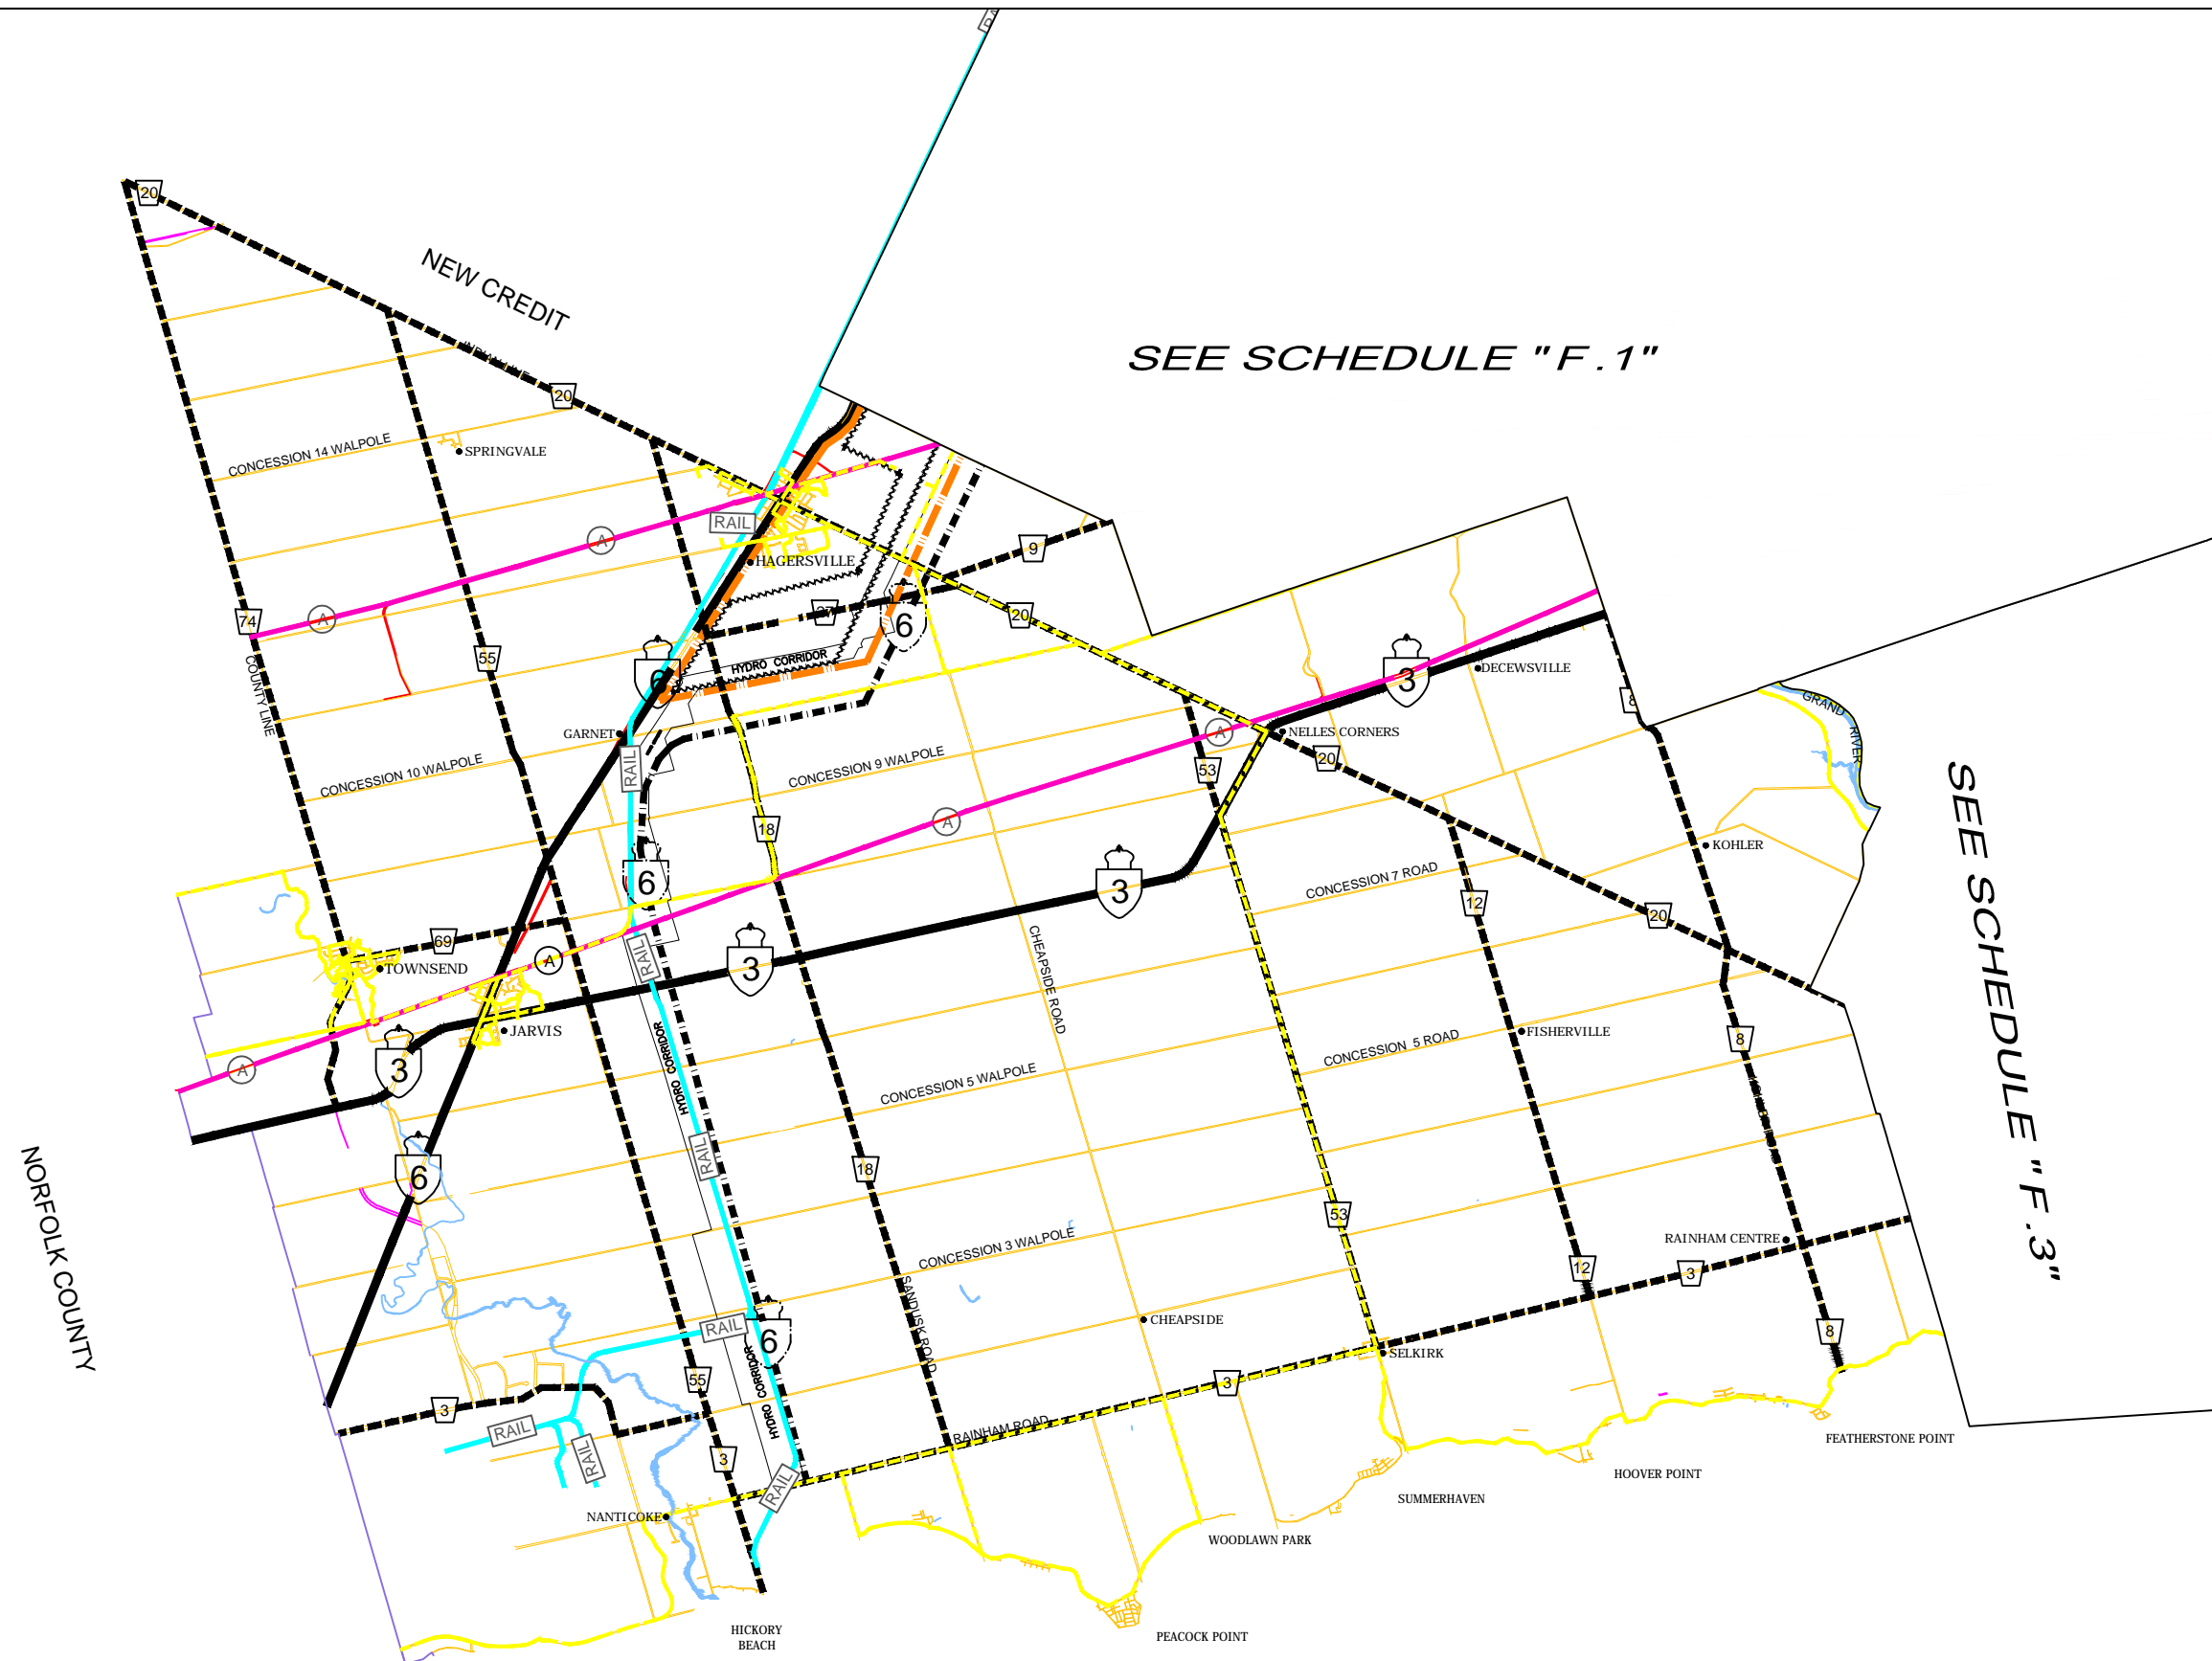 20
NEW CREDIT
SEE SCHEDULE "F.1"
20
CONCESSION 14 WALPOLE
SPRINGVALE
RAIL
A
HAGERSVILLE
9
A
74
55
27
6
20
HYDRO CORRIDOR
COUNTY LINE
6
3
DECEWSVILLE
8
GRAND
RIVER
GARNET
RAIL
A
NELLES CORNERS
20
CONCESSION 10 WALPOLE
CONCESSION 9 WALPOLE
53
18
A
KOHLER
SEE SCHEDULE "F.3"
6
3
CONCESSION 7 ROAD
12
20
69
A
TOWNSEND
RAIL
3
CHEAPSIDE ROAD
JARVIS
FISHERVILLE
8
A
3
HYDRO CORRIDOR
CONCESSION 5 WALPOLE
CONCESSION 5 ROAD
NORFOLK COUNTY
6
RAIL
18
53
CONCESSION 3 WALPOLE
RAINHAM CENTRE
12
3
SANDUSK ROAD
RAIL
6
CHEAPSIDE
8
SELKIRK
55
HYDRO CORRIDOR
3
3
RAIL
RAIL
3
RAINHAM ROAD
RAIL
FEATHERSTONE POINT
HOOVER POINT
SUMMERHAVEN
NANTICOKE
WOODLAWN PARK
HICKORY
BEACH
PEACOCK POINT